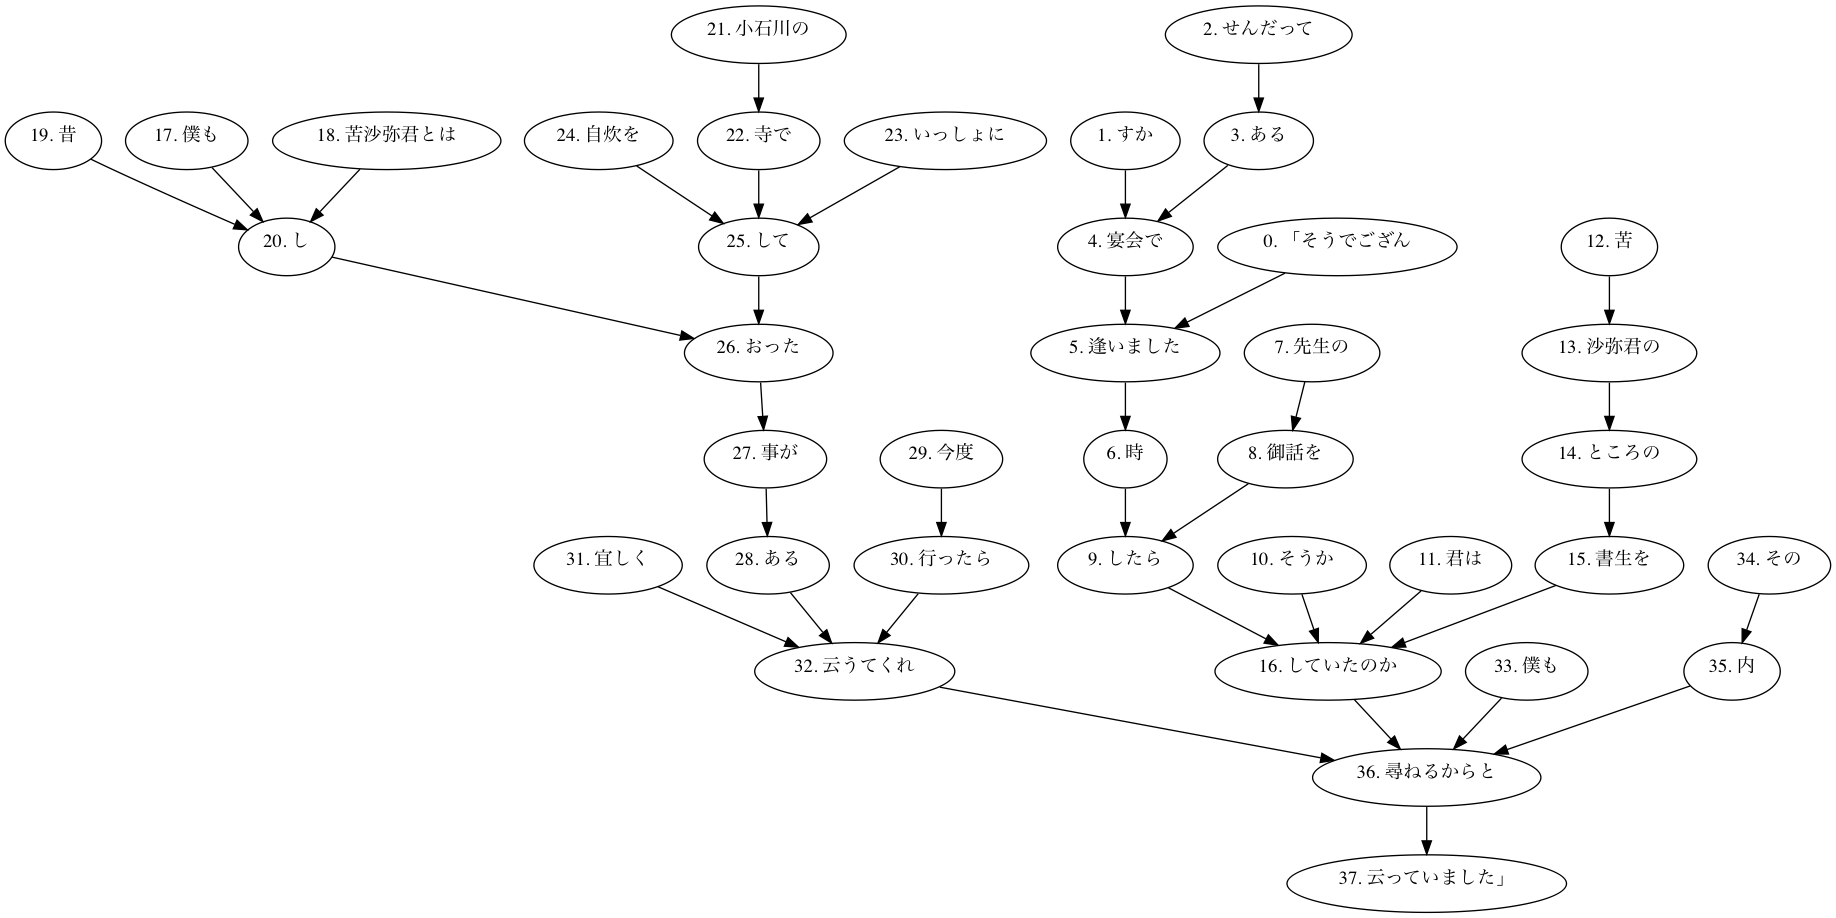 21. 小石川の
2. せんだって
19. 昔
17. 僕も
18. 苦沙弥君とは
24. 自炊を
22. 寺で
23. いっしょに
1. すか
3. ある
20. し
25. して
4. 宴会で
0. 「そうでござん
12. 苦
26. おった
5. 逢いました
7. 先生の
13. 沙弥君の
27. 事が
29. 今度
6. 時
8. 御話を
14. ところの
31. 宜しく
28. ある
30. 行ったら
9. したら
10. そうか
11. 君は
15. 書生を
34. その
32. 云うてくれ
16. していたのか
33. 僕も
35. 内
36. 尋ねるからと
37. 云っていました」